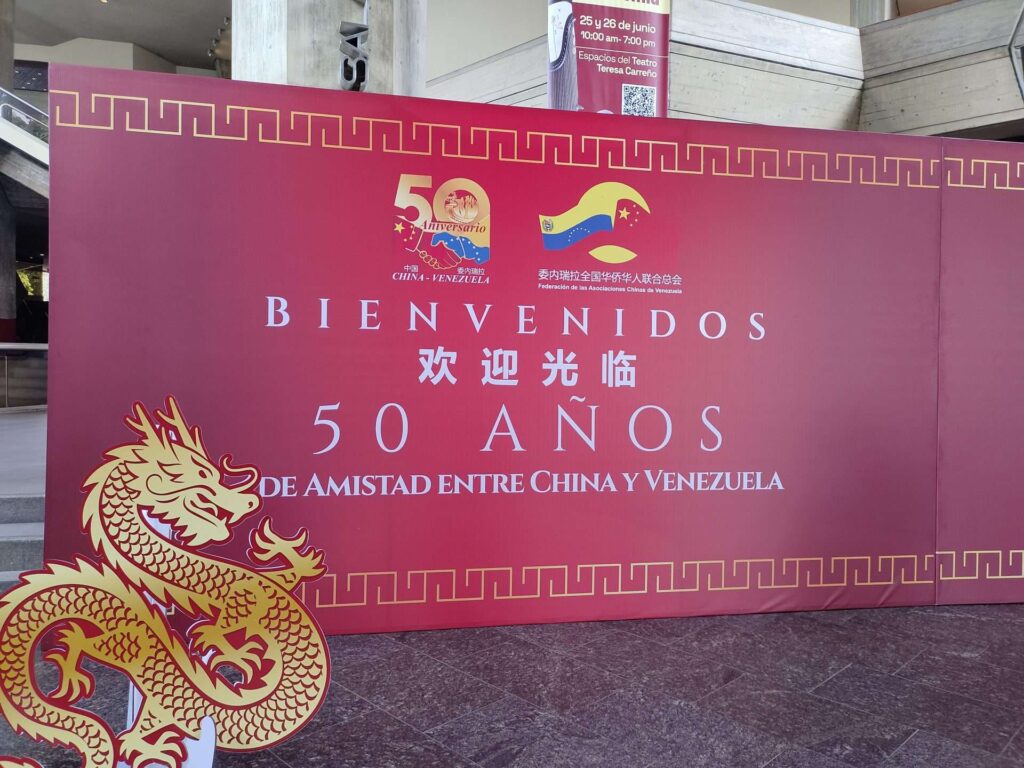 25 y 26 de junio
10:00 am- 7:00 pm
Espacios del Teatro
Teresa Carreño
50
Aniversario
中国 委内瑞拉
CHINA - VENEZUELA
委内瑞拉全国华侨华人联合总会
Federación de las Asociaciones Chinas de Venezuela
BIENVENIDOS
欢迎光临
50 AÑOS
DE AMISTAD ENTRE CHINA Y VENEZUELA